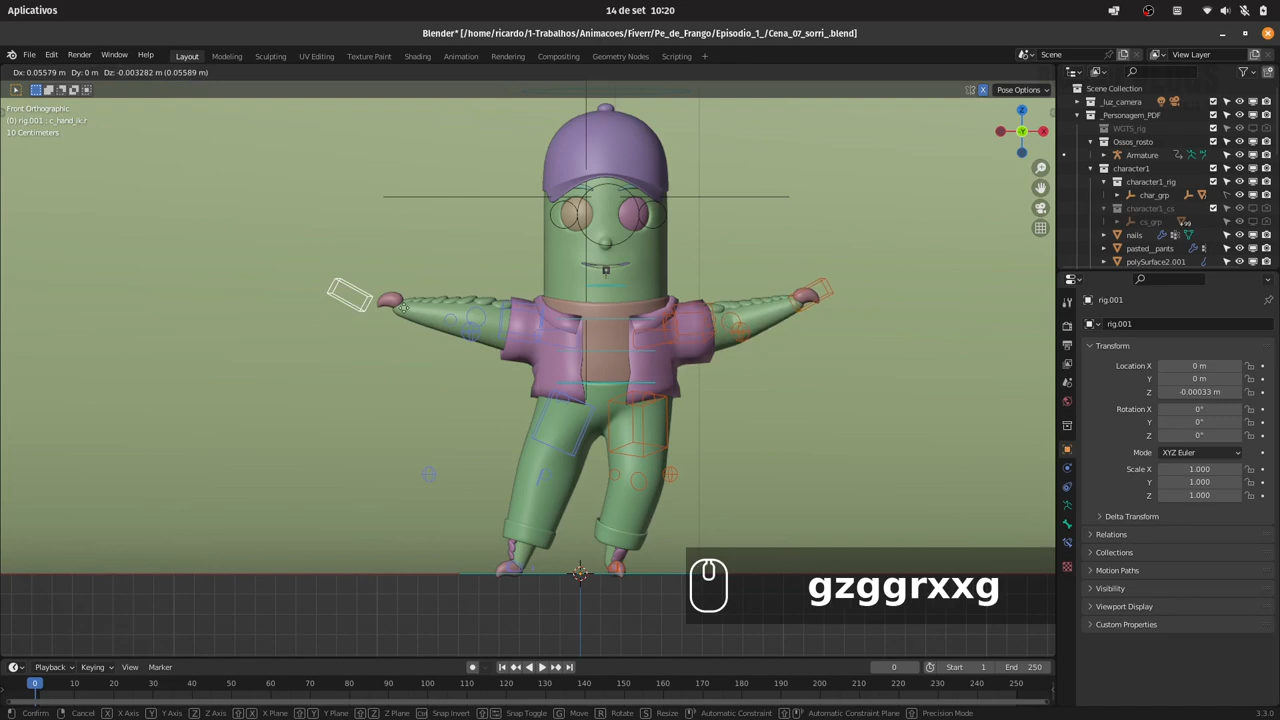 Aplicativos
14 de set 10:20
Blender* [/home/ricardo/1-Trabalhos/Animacoes/Fiverr/Pe_de_Frango/Episodio_1_/Cena_07_sorri_.blend]
File Edit Render Window Help Layout Modeling Sculpting UV Editing Texture Paint Shading Animation Rendering Compositing Geometry Nodes Scripting + Scene View Layer
Dx: 0.05579 m Dy: 0 m Dz: -0.003282 m (0.05589 m)
X Pose Options
Front Orthographic
(0) rig.001 : c_hand_ik.r
10 Centimeters
Z
Y
X
Scene Collection
_luz_camera
_Personagem_PDF
WGTS_rig
Ossos_rosto
Armature
character1
character1_rig
char_grp
character1_cs
cs_grp
99
nails
pasted__pants
polySurface2.001
rig.001
rig.001
Transform
Location X 0 m
Y 0 m
Z -0.00033 m
Rotation X 0°
Y 0°
Z 0°
Mode XYZ Euler
Scale X 1.000
Y 1.000
Z 1.000
Delta Transform
Relations
Collections
Motion Paths
Visibility
Viewport Display
Custom Properties
gzggrxxg
Playback Keying View Marker 0 Start 1 End 250
0 10 20 30 40 50 60 70 80 90 100 110 120 130 140 150 160 170 180 190 200 210 220 230 240 250
Confirm Cancel X X Axis Y Y Axis Z Z Axis X X Plane Y Y Plane Z Z Plane Snap Invert Snap Toggle G Move R Rotate S Resize Automatic Constraint Automatic Constraint Plane Precision Mode 3.3.0